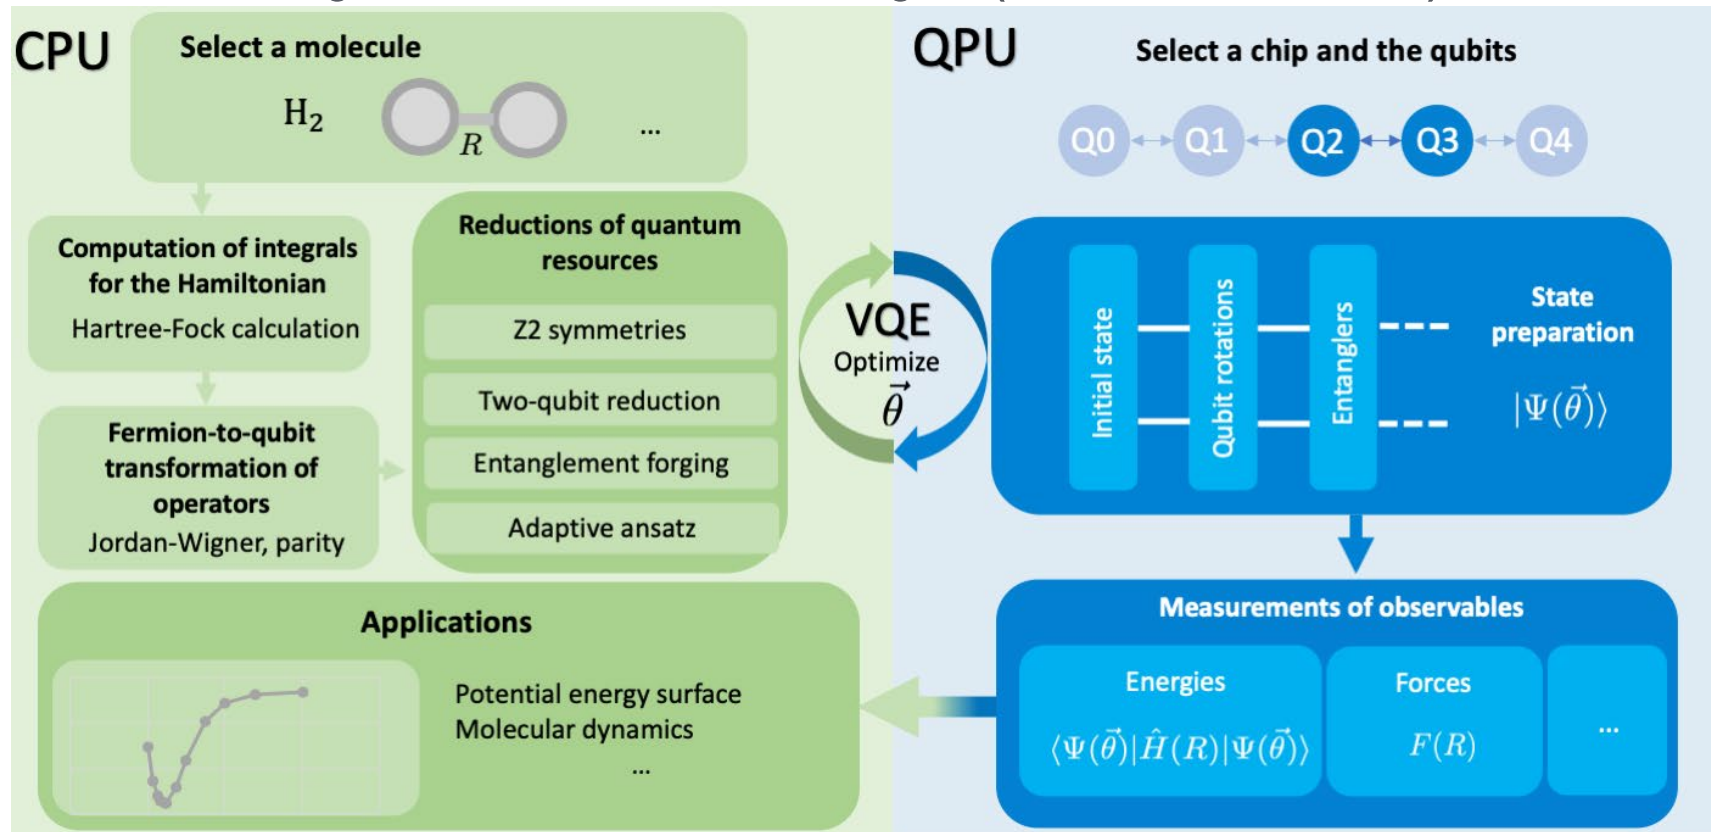 CPU
Select a molecule
H₂
R
...
Computation of integrals
for the Hamiltonian
Hartree-Fock calculation
Fermion-to-qubit
transformation of
operators
Jordan-Wigner, parity
Reductions of quantum
resources
Z2 symmetries
Two-qubit reduction
Entanglement forging
Adaptive ansatz
VQE
Optimize
θ⃗
QPU
Select a chip and the qubits
Q0 Q1 Q2 Q3 Q4
Initial state
Qubit rotations
Entanglers
State
preparation
|Ψ(θ⃗)⟩
Measurements of observables
Energies
⟨Ψ(θ⃗)|Ĥ(R)|Ψ(θ⃗)⟩
Forces
F(R)
...
Applications
Potential energy surface
Molecular dynamics
...